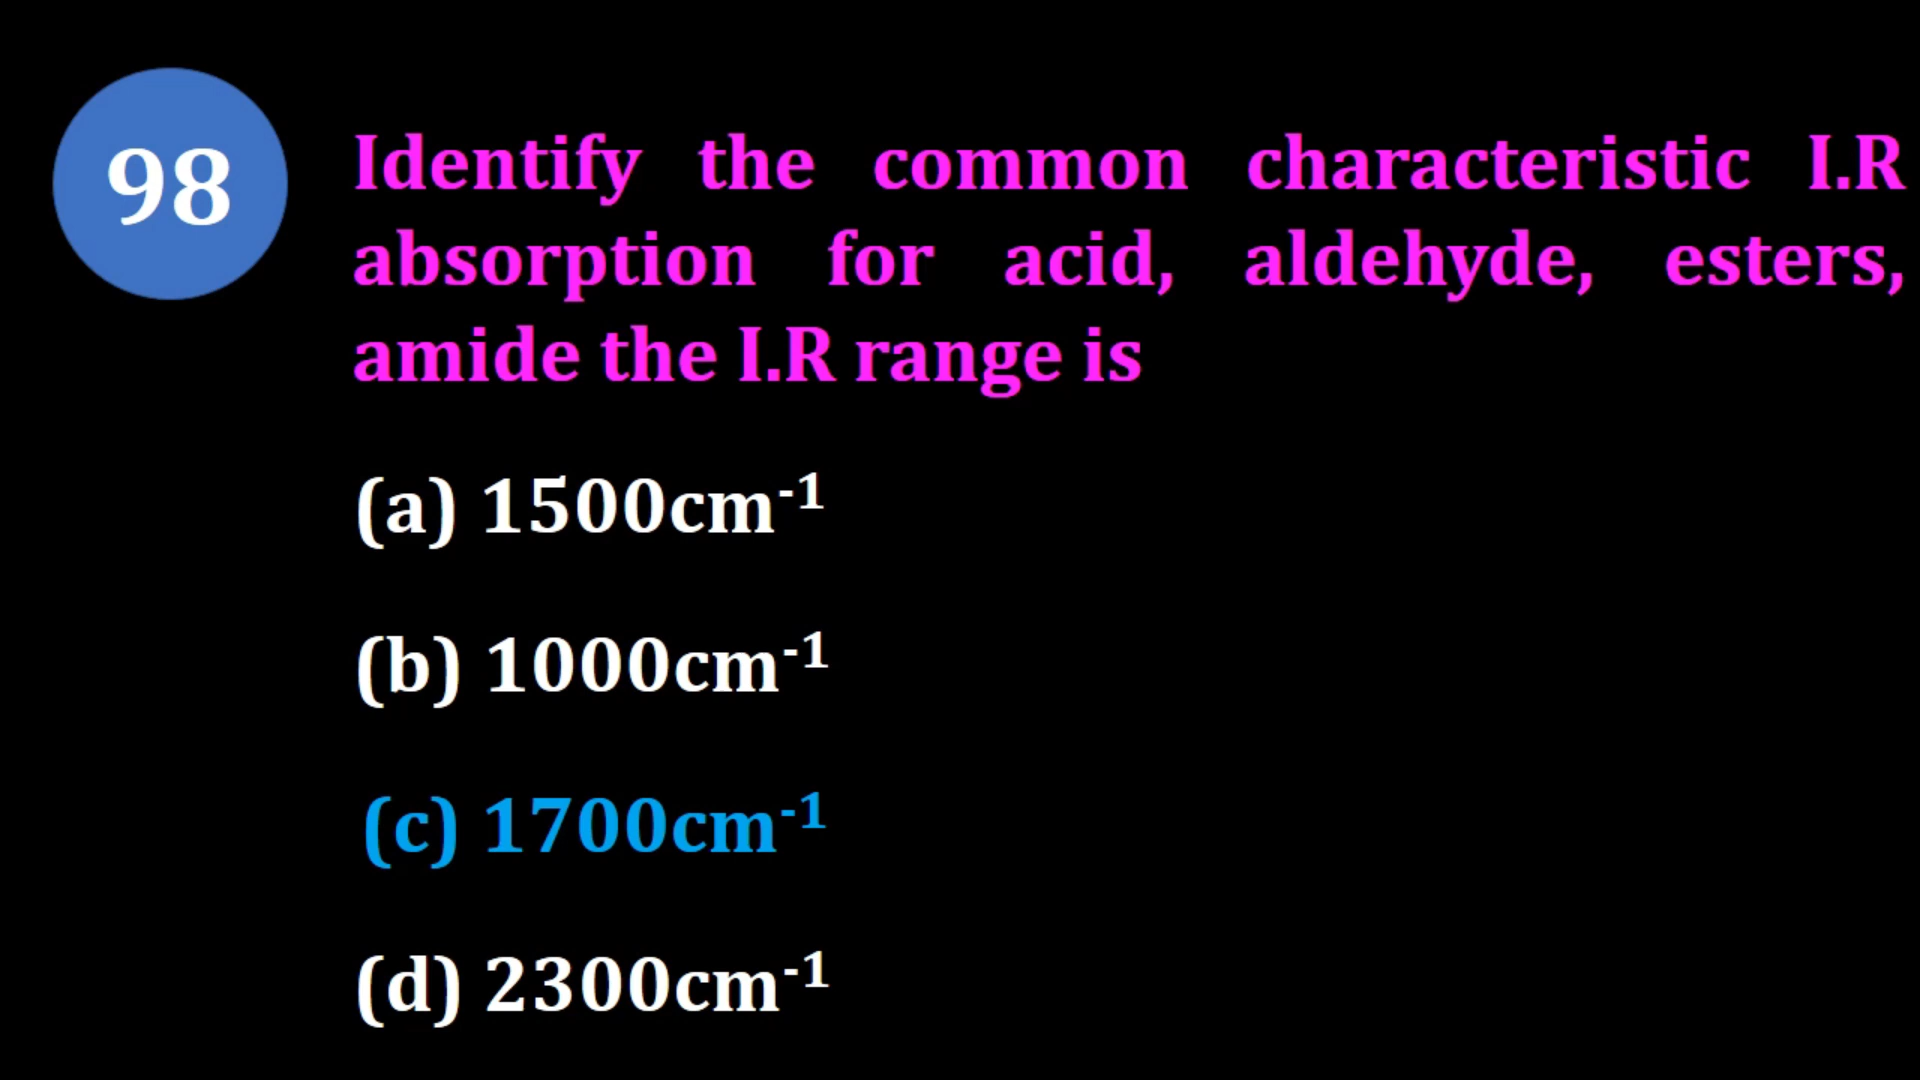 98
Identify the common characteristic I.R
absorption for acid, aldehyde, esters,
amide the I.R range is
(a) 1500cm⁻¹
(b) 1000cm⁻¹
(c) 1700cm⁻¹
(d) 2300cm⁻¹